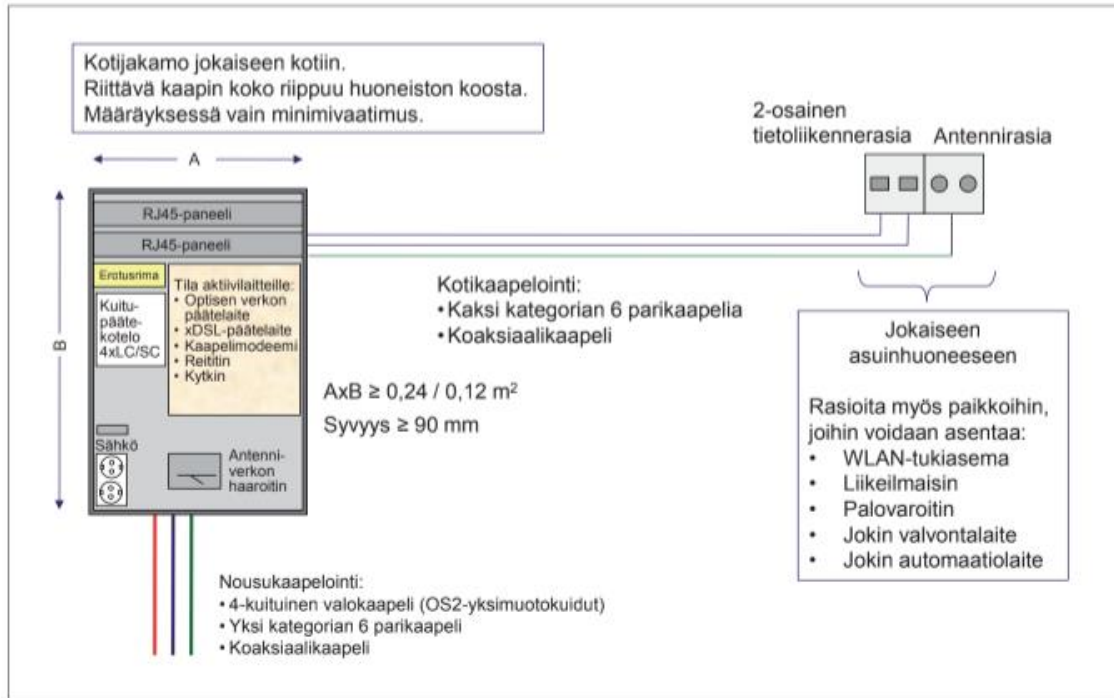 Kotijakamo jokaiseen kotiin.
Riittävä kaapin koko riippuu huoneiston koosta.
Määräyksessä vain minimivaatimus.
A
B
RJ45-paneeli
RJ45-paneeli
Erotusrima
Kuitu-
pääte-
kotelo
4xLC/SC
Tila aktiivilaitteille:
• Optisen verkon
päätelaite
• xDSL-päätelaite
• Kaapelimodeemi
• Reititin
• Kytkin
Sähkö
Antenni-
verkon
haaroitin
2-osainen
tietoliikennerasia
Antennirasia
Kotikaapelointi:
• Kaksi kategorian 6 parikaapelia
• Koaksiaalikaapeli
AxB ≥ 0,24 / 0,12 m²
Syvyys ≥ 90 mm
Jokaiseen
asuinhuoneeseen
Rasioita myös paikkoihin,
joihin voidaan asentaa:
• WLAN-tukiasema
• Liikeilmaisin
• Palovaroitin
• Jokin valvontalaite
• Jokin automaatiolaite
Nousukaapelointi:
• 4-kuituinen valokaapeli (OS2-yksimuotokuidut)
• Yksi kategorian 6 parikaapeli
• Koaksiaalikaapeli